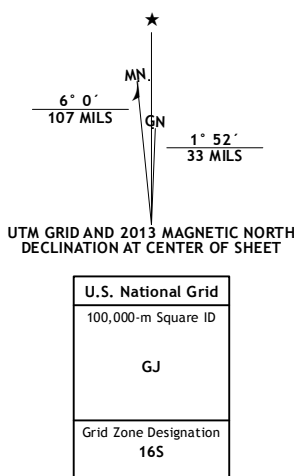 ★
MN
6° 0´
107 MILS
GN
1° 52´
33 MILS
UTM GRID AND 2013 MAGNETIC NORTH
DECLINATION AT CENTER OF SHEET
U.S. National Grid
100,000-m Square ID
GJ
Grid Zone Designation
16S